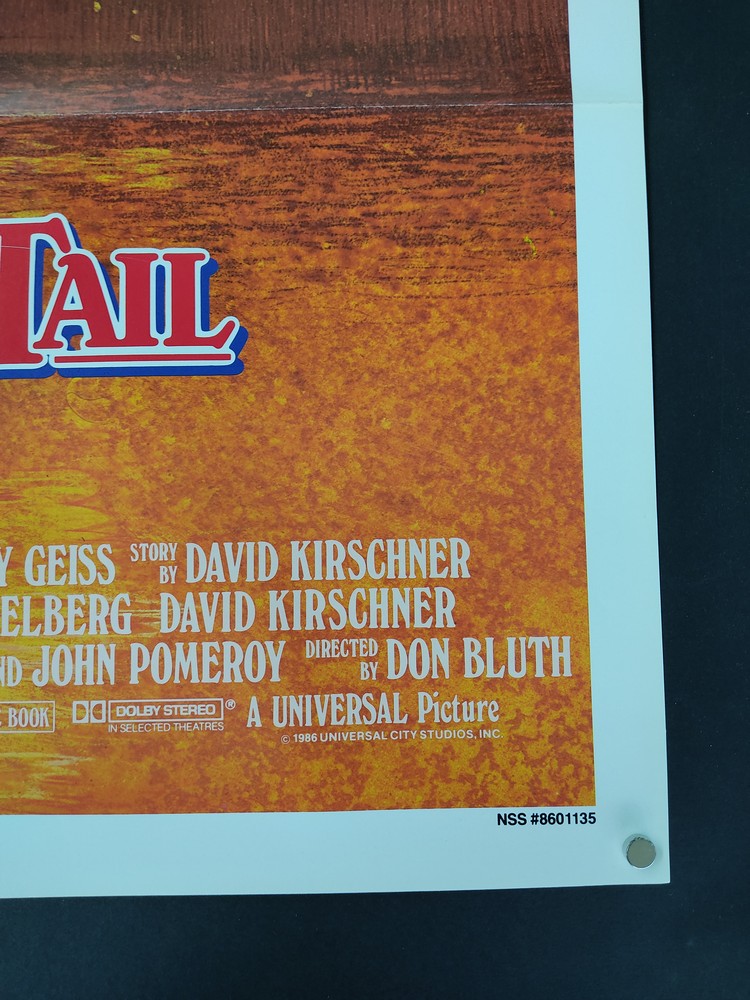 TAIL
Y GEISS STORY BY DAVID KIRSCHNER
ELBERG DAVID KIRSCHNER
ND JOHN POMEROY DIRECTED BY DON BLUTH
BOOK DOLBY STEREO ® A UNIVERSAL Picture
IN SELECTED THEATRES
© 1986 UNIVERSAL CITY STUDIOS, INC.
NSS #8601135